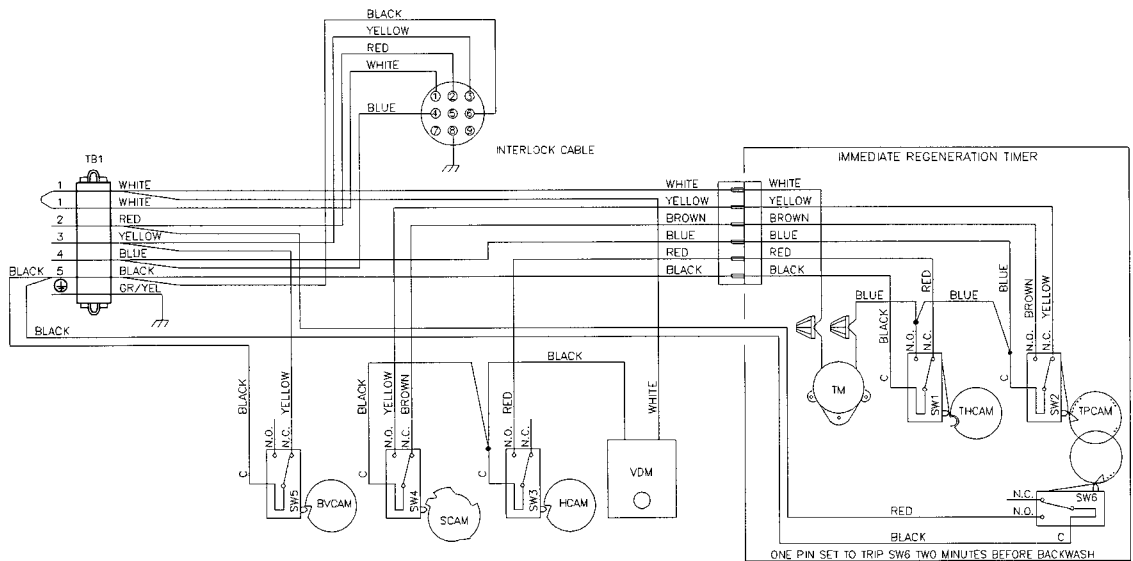 BLACK
YELLOW
RED
WHITE
1 2 3
BLUE
4 5 6
7 8 9
INTERLOCK CABLE
TB1
IMMEDIATE REGENERATION TIMER
1 WHITE WHITE WHITE
1 WHITE YELLOW YELLOW
2 RED BROWN BROWN
3 YELLOW BLUE BLUE
4 BLUE RED RED
BLACK 5 BLACK BLACK BLACK
GR/YEL
BLACK
BLUE
BLACK
RED
BLUE
BLUE
BROWN
YELLOW
N.O.
N.C.
N.O.
N.C.
C
SW1
THCAM
C
SW2
TPCAM
TM
BLACK
YELLOW
BLACK
YELLOW
BROWN
BLACK
RED
WHITE
N.O.
N.C.
N.O.
N.C.
N.O.
N.C.
C
SW5
BVCAM
C
SW4
SCAM
C
SW3
HCAM
VDM
N.C.
SW6
RED
N.O.
BLACK
C
ONE PIN SET TO TRIP SW6 TWO MINUTES BEFORE BACKWASH